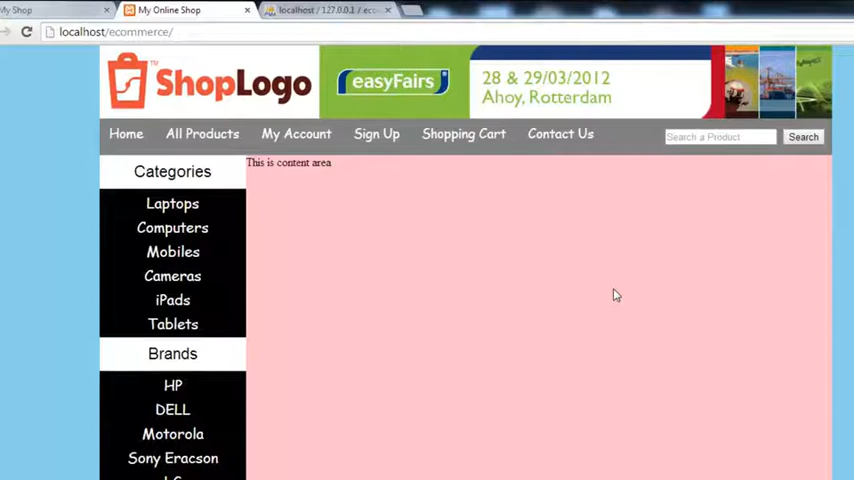 My Shop
My Online Shop
localhost / 127.0.0.1 / eco
localhost/ecommerce/
ShopLogo
TM
easyFairs
28 & 29/03/2012
Ahoy, Rotterdam
Home All Products My Account Sign Up Shopping Cart Contact Us Search a Product Search
Categories
This is content area
Laptops
Computers
Mobiles
Cameras
iPads
Tablets
Brands
HP
DELL
Motorola
Sony Eracson